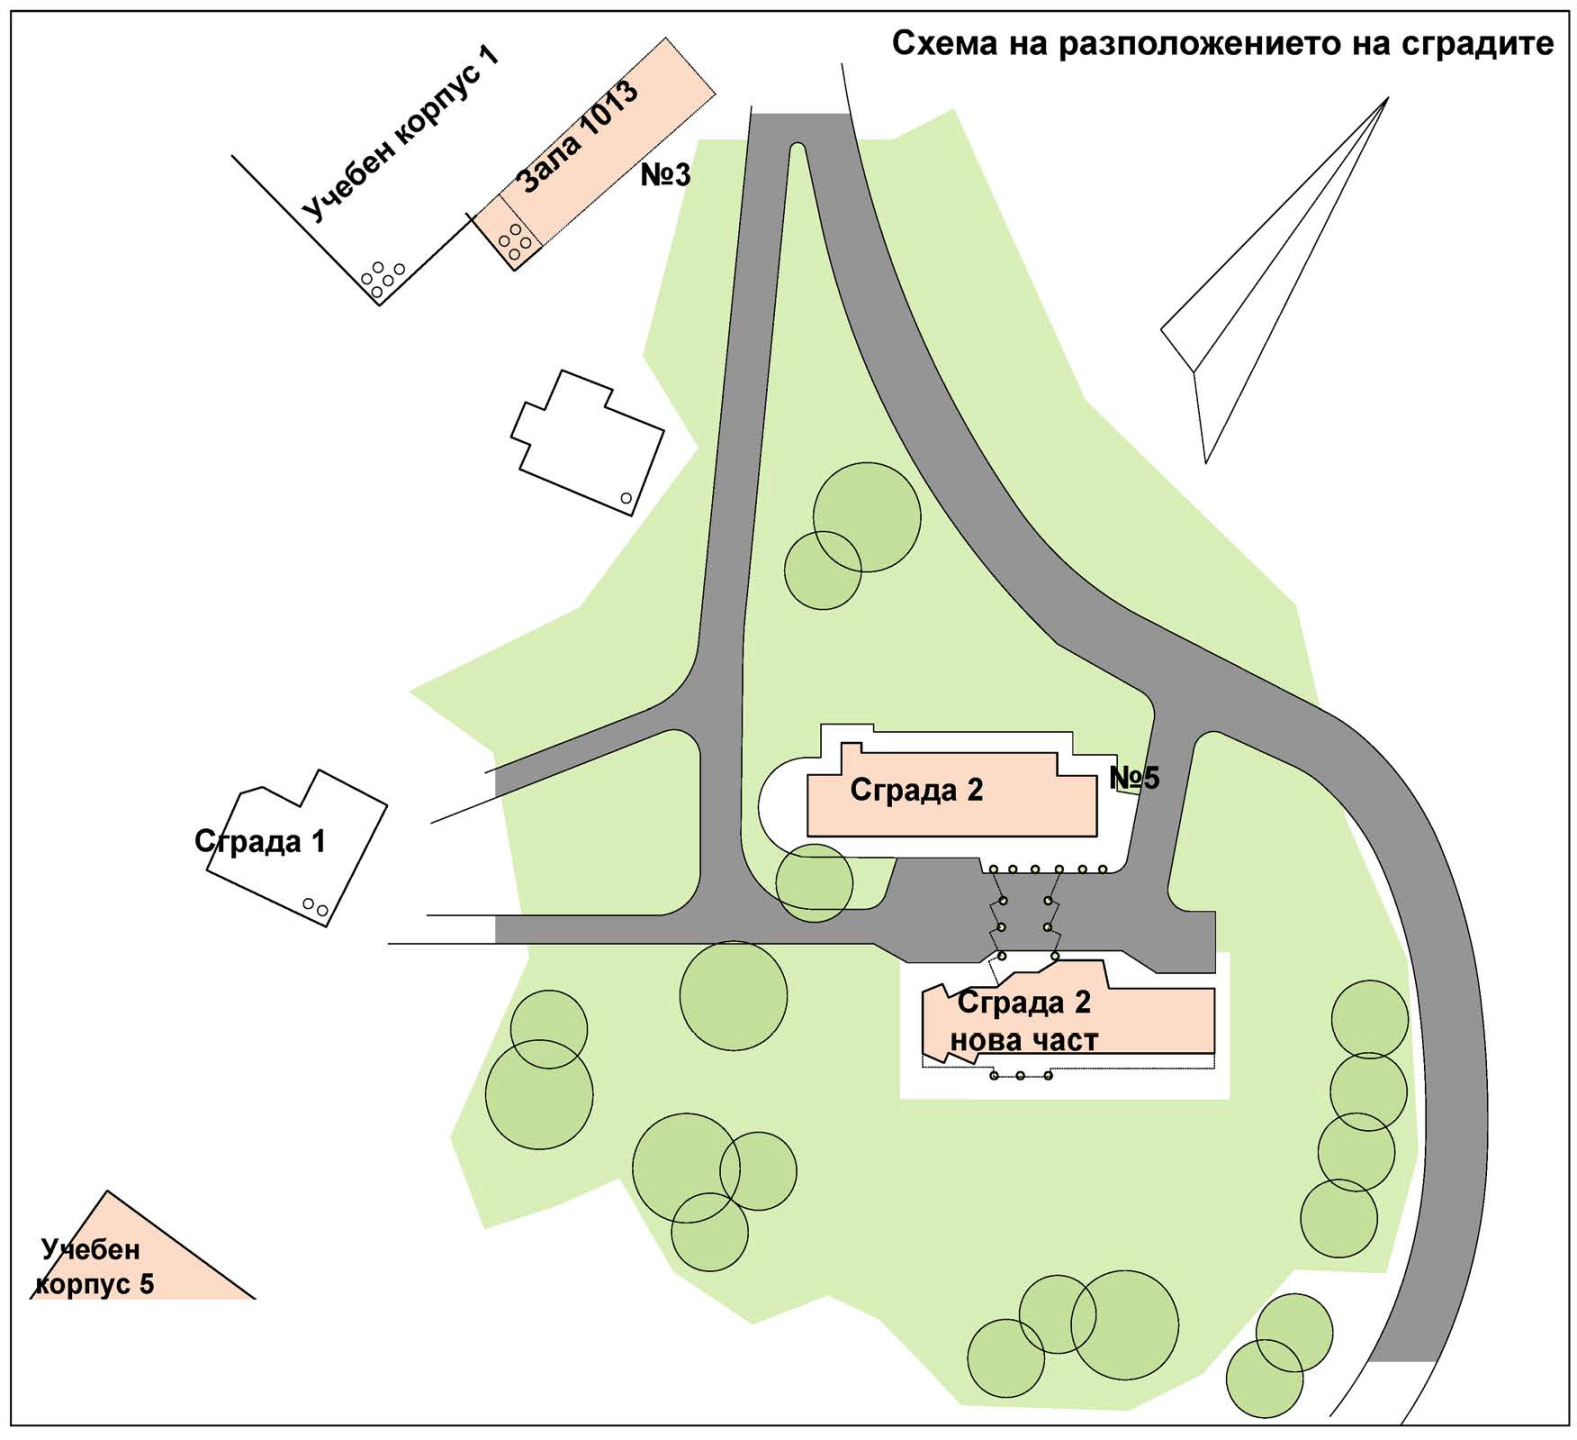 Схема на разположението на сградите
Учебен корпус 1
Зала 1013
№3
Сграда 2
№5
Сграда 1
Сграда 2
нова част
Учебен
корпус 5